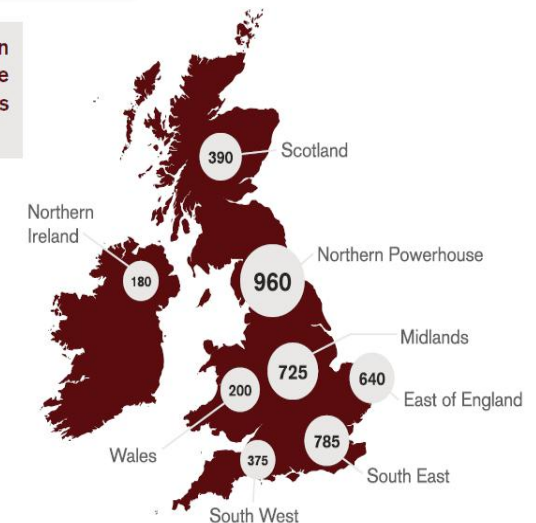 n
e
s
390
Scotland
Northern
Ireland
180
Northern Powerhouse
960
Midlands
725
640
East of England
200
Wales
785
South East
375
South West